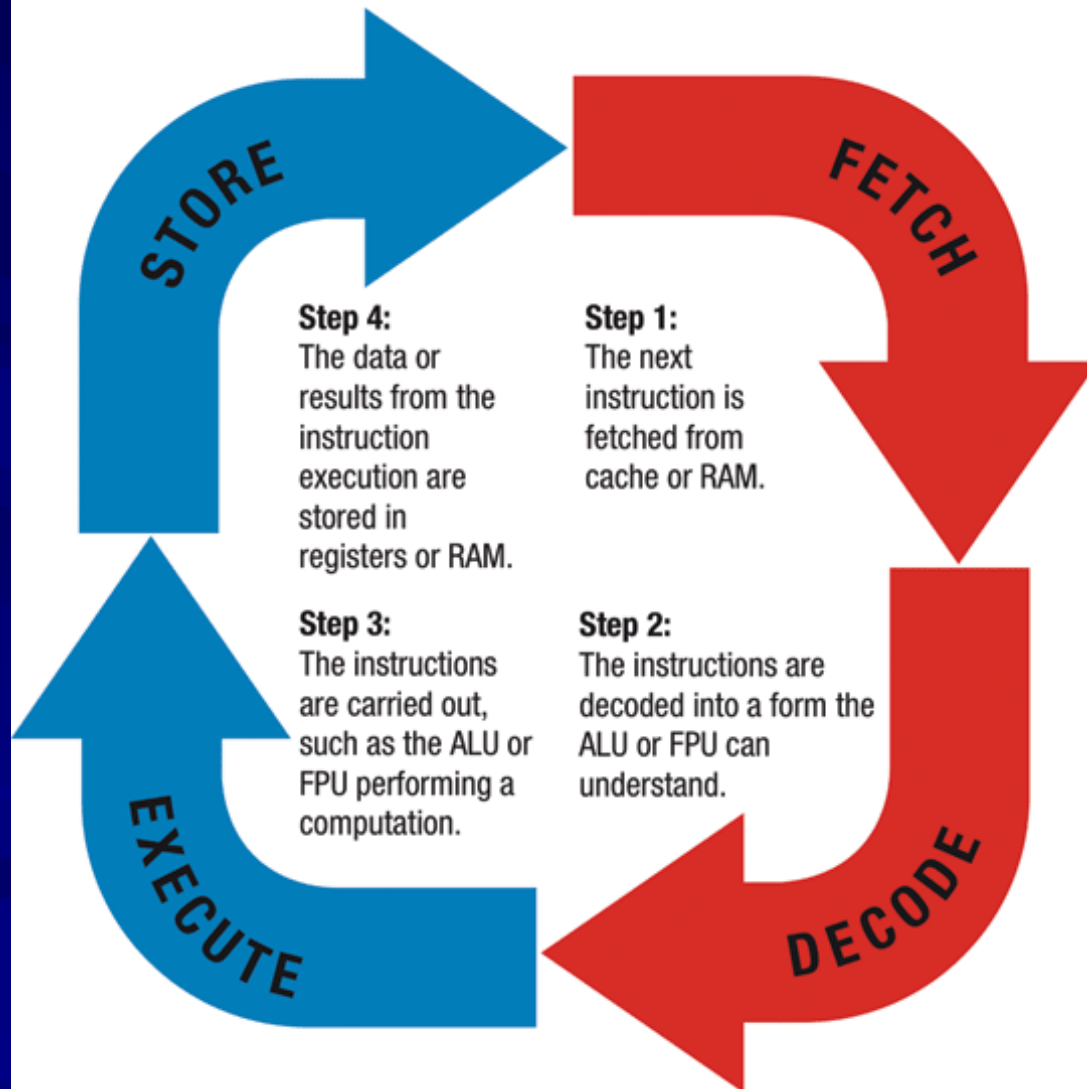 STORE
FETCH
Step 4:
The data or
results from the
instruction
execution are
stored in
registers or RAM.
Step 1:
The next
instruction is
fetched from
cache or RAM.
Step 3:
The instructions
are carried out,
such as the ALU or
FPU performing a
computation.
Step 2:
The instructions are
decoded into a form the
ALU or FPU can
understand.
EXECUTE
DECODE